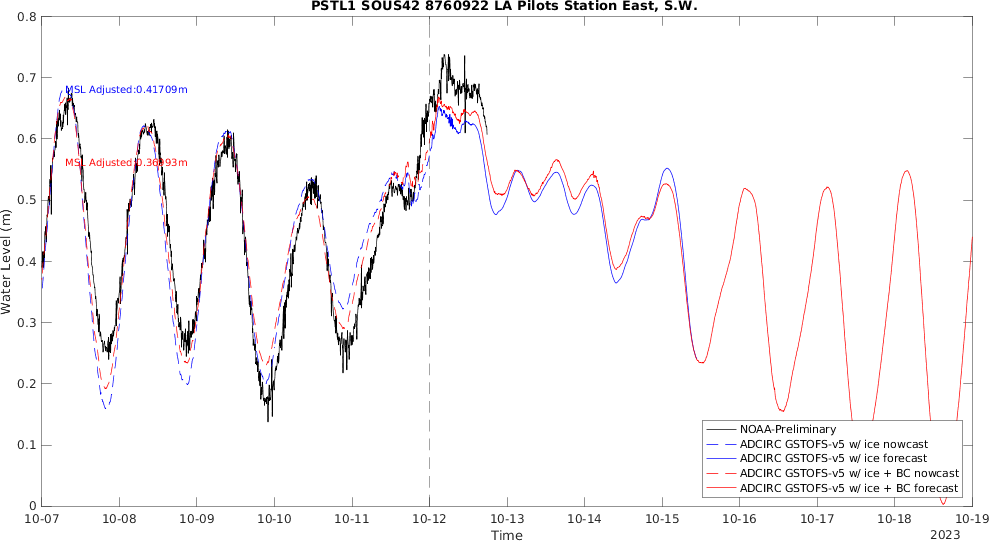 PSTL1 SOUS42 8760922 LA Pilots Station East, S.W.
0.8
0.7
0.6
0.5
0.4
0.3
0.2
0.1
0
Water Level (m)
MSL Adjusted:0.41709m
MSL Adjusted:0.36993m
NOAA-Preliminary
ADCIRC GSTOFS-v5 w/ ice nowcast
ADCIRC GSTOFS-v5 w/ ice forecast
ADCIRC GSTOFS-v5 w/ ice + BC nowcast
ADCIRC GSTOFS-v5 w/ ice + BC forecast
10-07 10-08 10-09 10-10 10-11 10-12 10-13 10-14 10-15 10-16 10-17 10-18 10-19
Time
2023